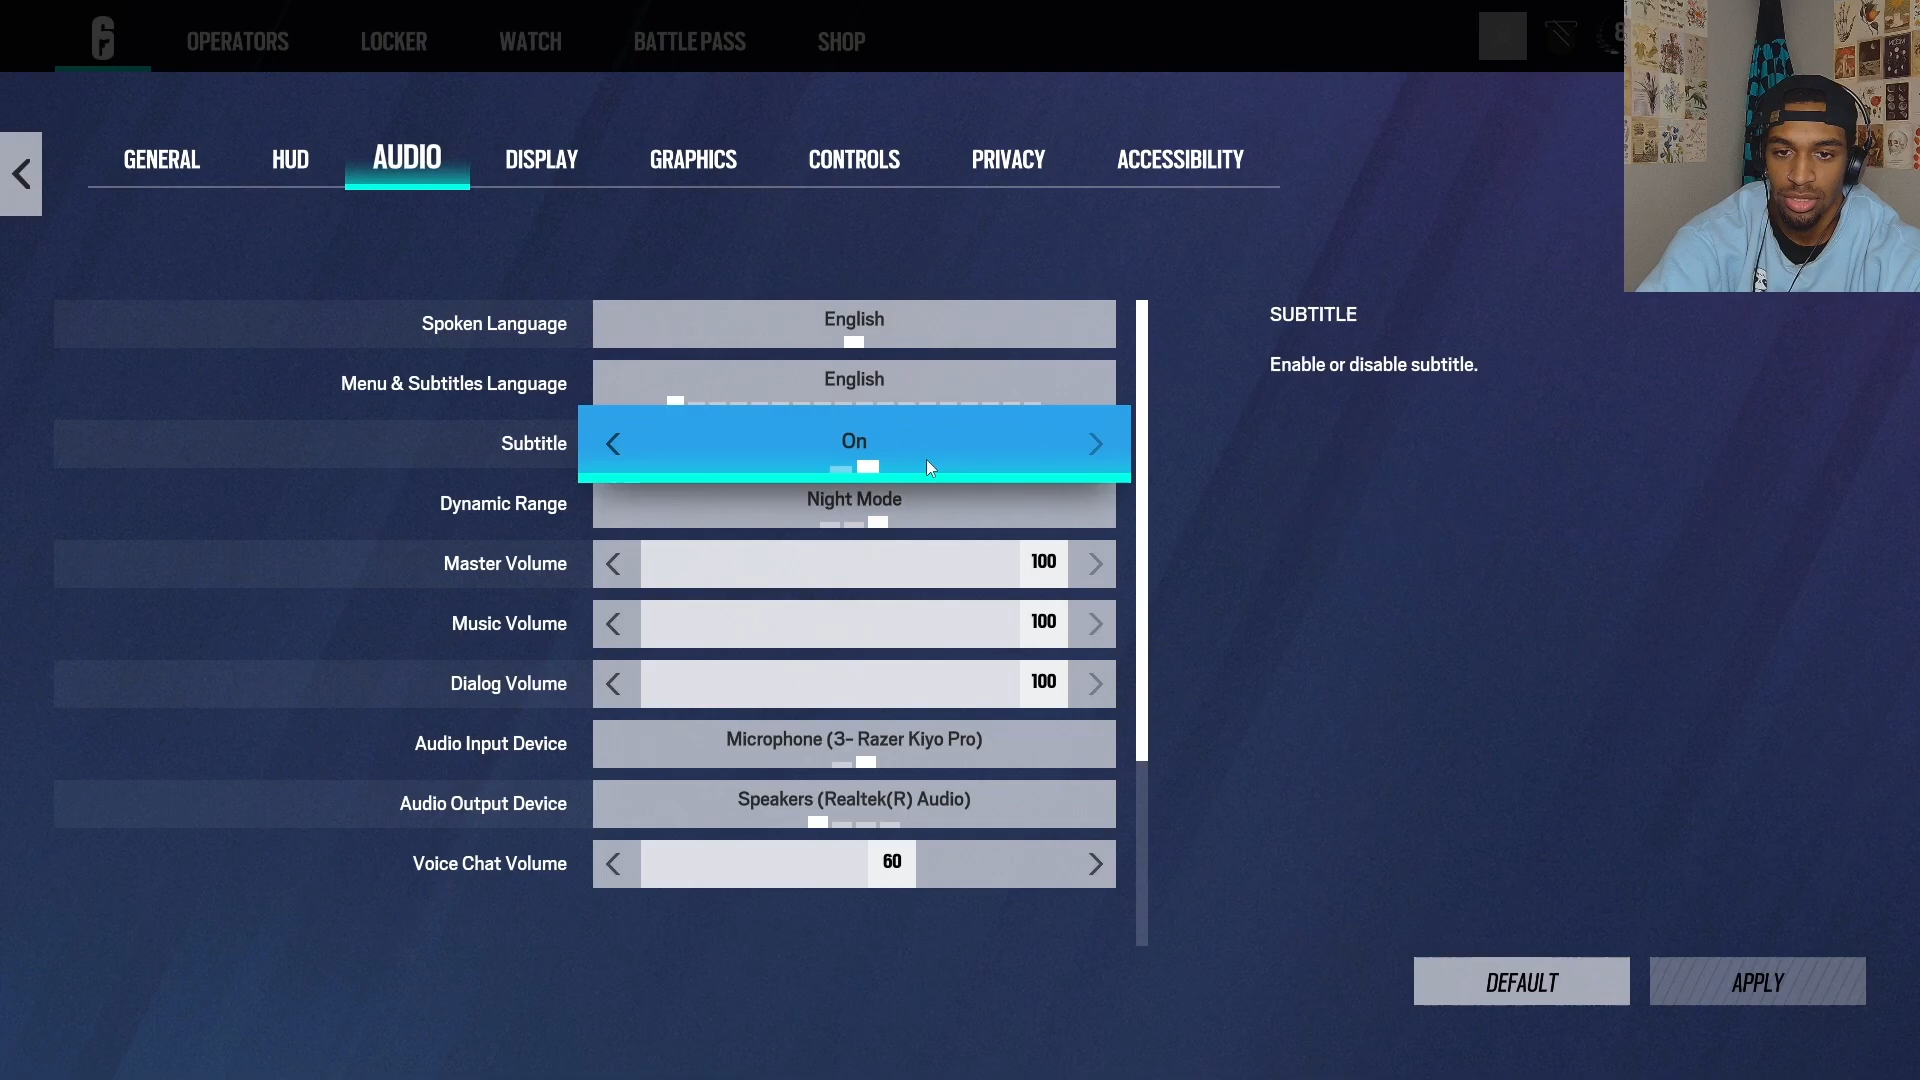 OPERATORS LOCKER WATCH BATTLE PASS SHOP 8
GENERAL HUD AUDIO DISPLAY GRAPHICS CONTROLS PRIVACY ACCESSIBILITY
Spoken Language English
Menu & Subtitles Language English
Subtitle On
Dynamic Range Night Mode
Master Volume 100
Music Volume 100
Dialog Volume 100
Audio Input Device Microphone (3- Razer Kiyo Pro)
Audio Output Device Speakers (Realtek(R) Audio)
Voice Chat Volume 60
SUBTITLE
Enable or disable subtitle.
DEFAULT APPLY